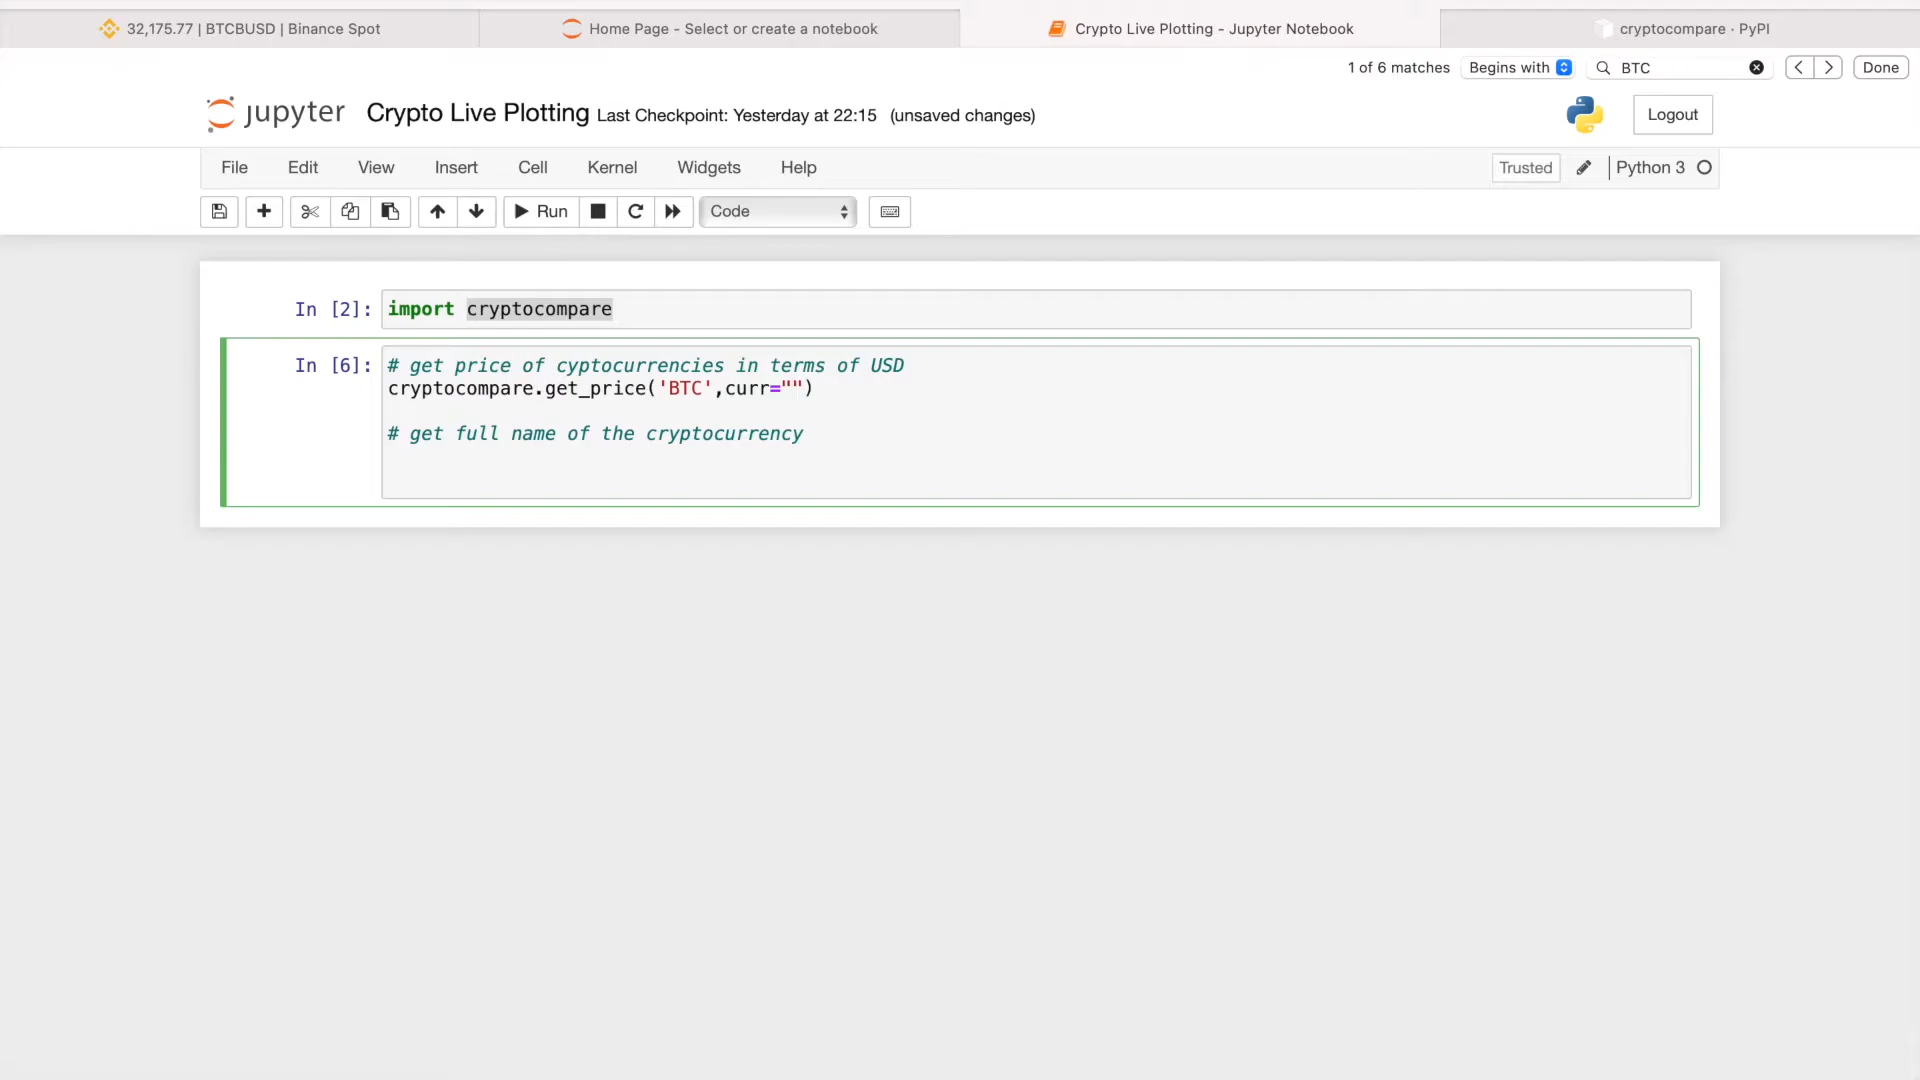 32,175.77 | BTCBUSD | Binance Spot
Home Page - Select or create a notebook
Crypto Live Plotting - Jupyter Notebook
cryptocompare · PyPI
1 of 6 matches
Begins with
BTC
Done
jupyter
Crypto Live Plotting Last Checkpoint: Yesterday at 22:15 (unsaved changes)
Logout
File Edit View Insert Cell Kernel Widgets Help
Trusted
Python 3
Run
Code
In [2]: import cryptocompare
In [6]: # get price of cyptocurrencies in terms of USD
cryptocompare.get_price('BTC',curr="")
# get full name of the cryptocurrency